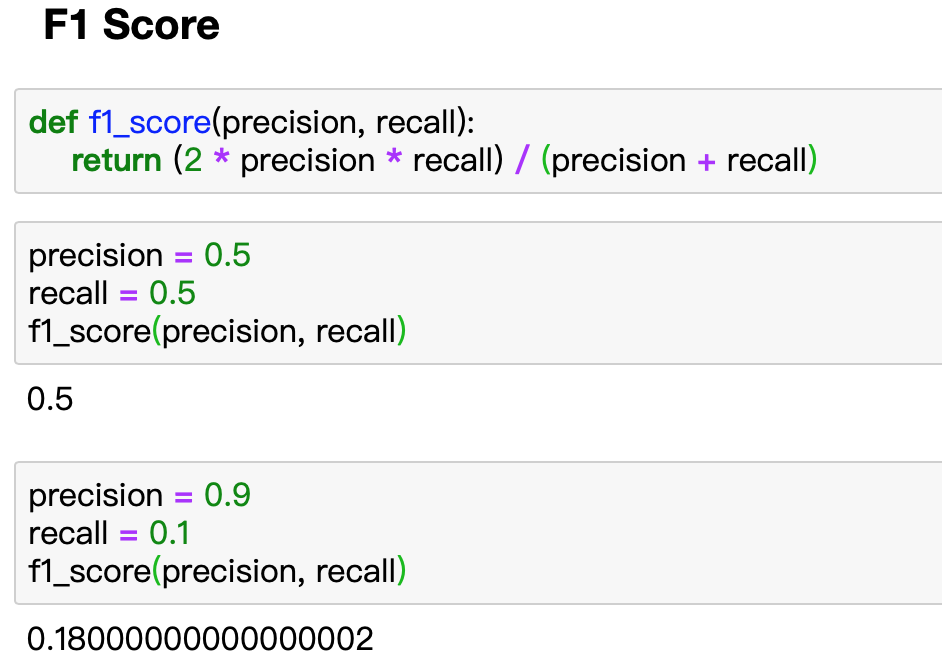 F1 Score
def f1_score(precision, recall):
    return (2 * precision * recall) / (precision + recall)
precision = 0.5
recall = 0.5
f1_score(precision, recall)
0.5
precision = 0.9
recall = 0.1
f1_score(precision, recall)
0.18000000000000002